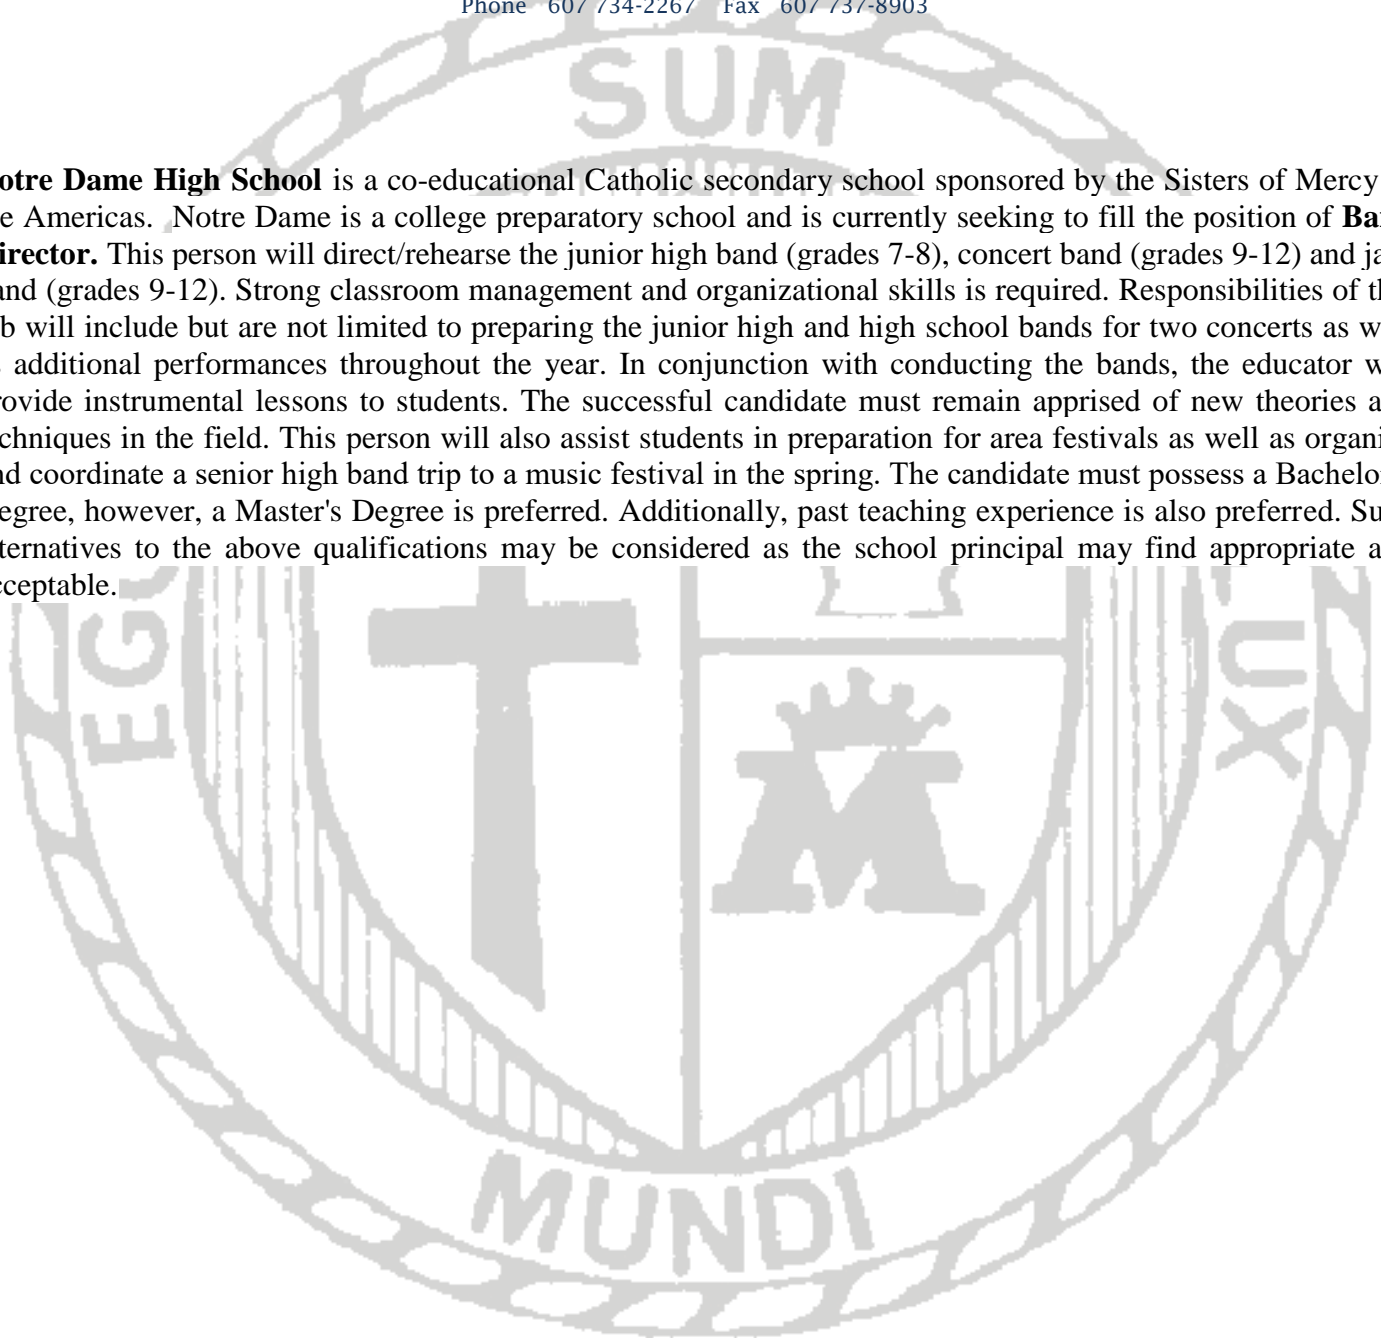 Phone 607 734-2267 Fax 607 737-8903
SUM
otre Dame High School is a co-educational Catholic secondary school sponsored by the Sisters of Mercy
e Americas. Notre Dame is a college preparatory school and is currently seeking to fill the position of Ba
irector. This person will direct/rehearse the junior high band (grades 7-8), concert band (grades 9-12) and ja
and (grades 9-12). Strong classroom management and organizational skills is required. Responsibilities of th
b will include but are not limited to preparing the junior high and high school bands for two concerts as w
additional performances throughout the year. In conjunction with conducting the bands, the educator w
rovide instrumental lessons to students. The successful candidate must remain apprised of new theories a
chniques in the field. This person will also assist students in preparation for area festivals as well as organi
nd coordinate a senior high band trip to a music festival in the spring. The candidate must possess a Bachelo
egree, however, a Master's Degree is preferred. Additionally, past teaching experience is also preferred. Su
ternatives to the above qualifications may be considered as the school principal may find appropriate a
cceptable.
EGO
LUX
MUNDI